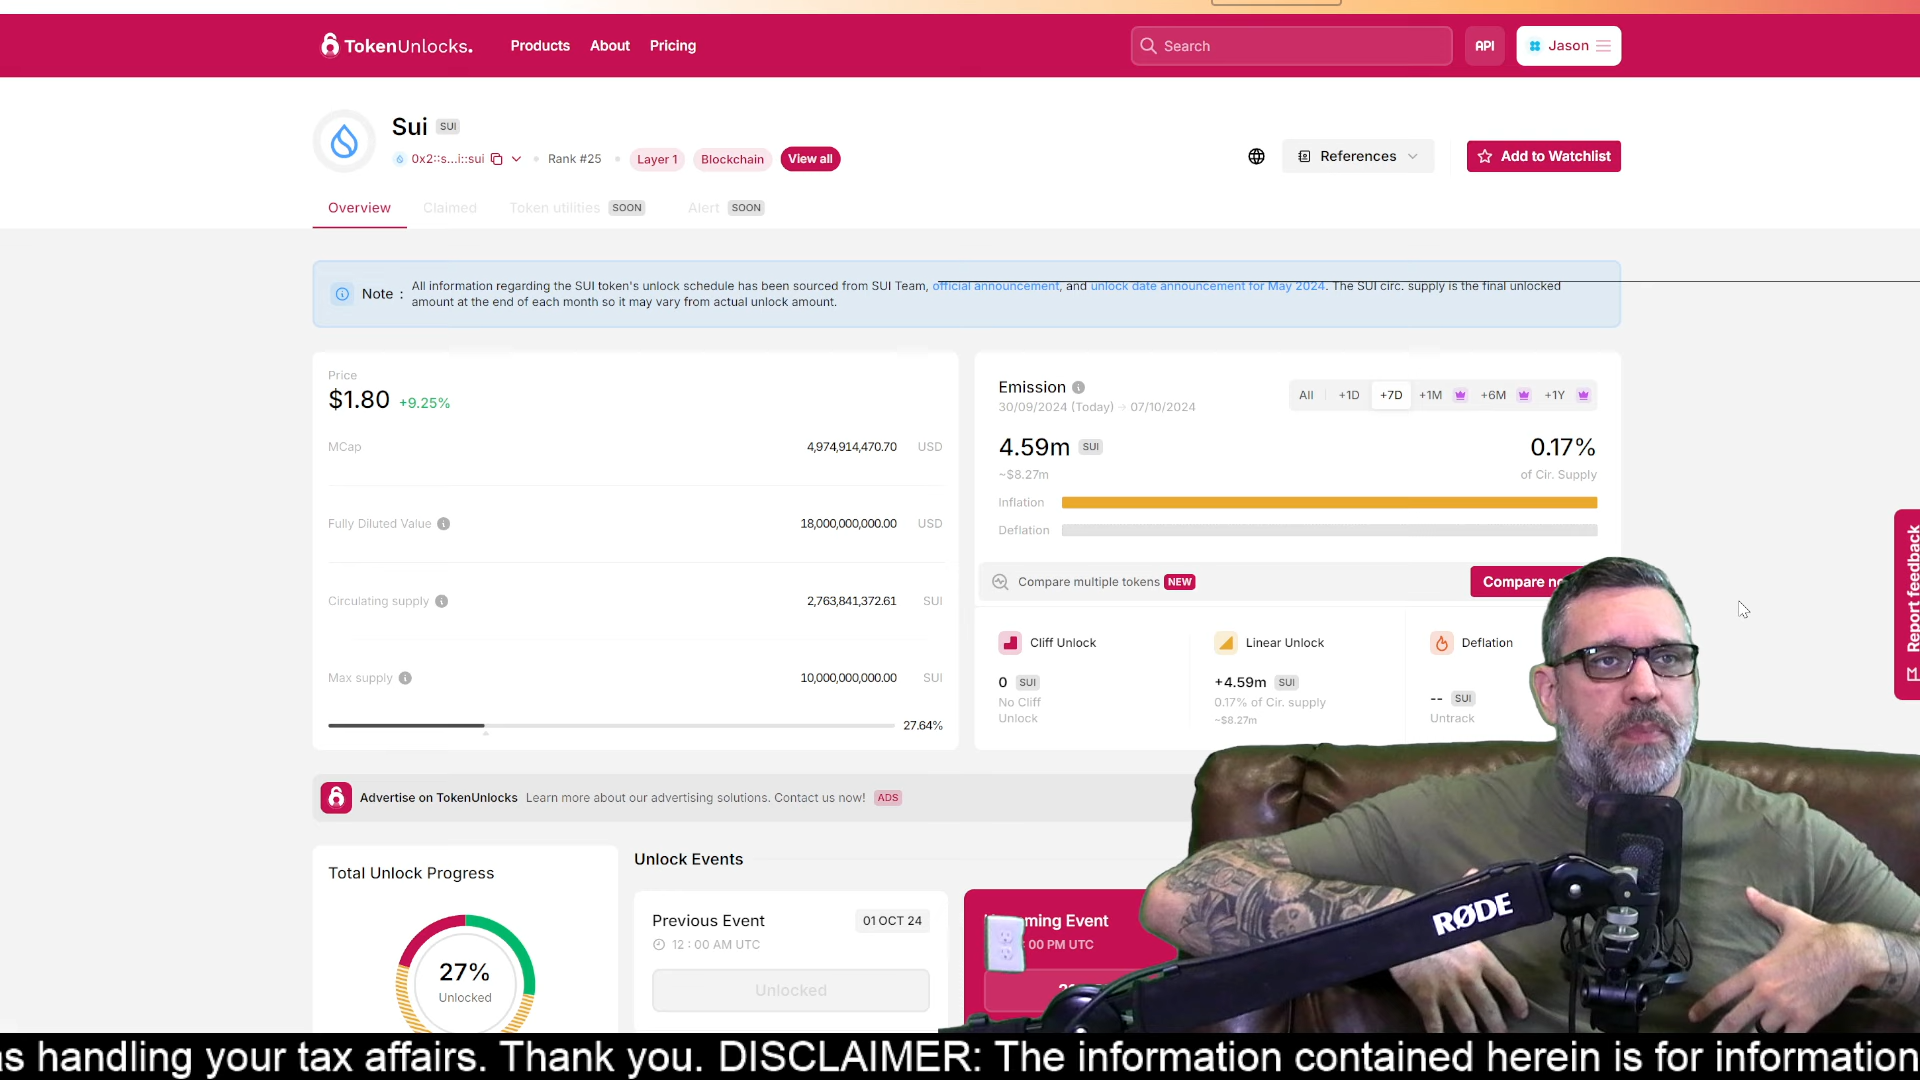 TokenUnlocks.
Products About Pricing
Search
API
Jason
Sui SUI
0x2::s...i::sui • Rank #25 • Layer 1 Blockchain View all
References
Add to Watchlist
Overview Claimed Token utilities SOON Alert SOON
Note : All information regarding the SUI token's unlock schedule has been sourced from SUI Team, official announcement, and unlock date announcement for May 2024. The SUI circ. supply is the final unlocked
amount at the end of each month so it may vary from actual unlock amount.
Price
$1.80 +9.25%
MCap 4,974,914,470.70 USD
Fully Diluted Value 18,000,000,000.00 USD
Circulating supply 2,763,841,372.61 SUI
Max supply 10,000,000,000.00 SUI
27.64%
Emission
All +1D +7D +1M +6M +1Y
30/09/2024 (Today) → 07/10/2024
4.59m SUI 0.17%
~$8.27m of Cir. Supply
Inflation
Deflation
Compare multiple tokens NEW
Compare
Cliff Unlock
0 SUI
No Cliff
Unlock
Linear Unlock
+4.59m SUI
0.17% of Cir. supply
~$8.27m
Deflation
-- SUI
Untrack
Report feedback
Advertise on TokenUnlocks Learn more about our advertising solutions. Contact us now! ADS
Total Unlock Progress
27%
Unlocked
Unlock Events
Previous Event 01 OCT 24
12 : 00 AM UTC
Unlocked
ming Event
00 PM UTC
RØDE
s handling your tax affairs. Thank you. DISCLAIMER: The information contained herein is for information